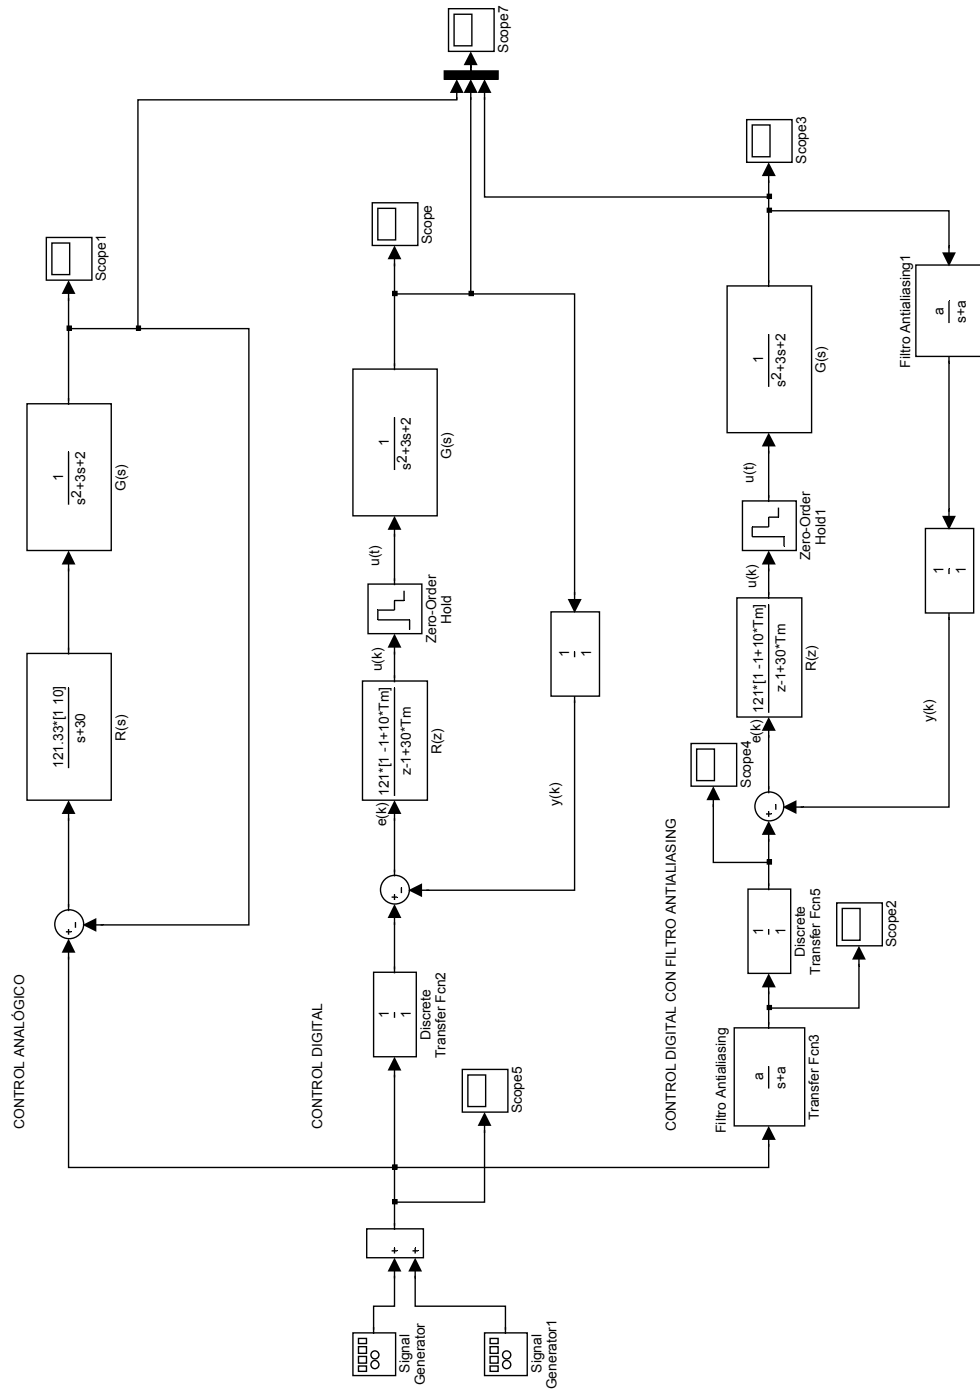 CONTROL ANALÓGICO
121.33*[1 10]
s+30
R(s)
1
s2+3s+2
G(s)
Scope1
Signal
Generator
Signal
Generator1
Scope5
CONTROL DIGITAL
1
1
Discrete
Transfer Fcn2
e(k)
121*[1 -1+10*Tm]
z-1+30*Tm
R(z)
u(k)
Zero-Order
Hold
u(t)
1
s2+3s+2
G(s)
Scope
Scope7
1
1
y(k)
CONTROL DIGITAL CON FILTRO ANTIALIASING
Filtro Antialiasing
a
s+a
Transfer Fcn3
1
1
Discrete
Transfer Fcn5
Scope2
Scope4
e(k)
121*[1 -1+10*Tm]
z-1+30*Tm
R(z)
u(k)
Zero-Order
Hold1
u(t)
1
s2+3s+2
G(s)
Scope3
Filtro Antialiasing1
a
s+a
1
1
y(k)